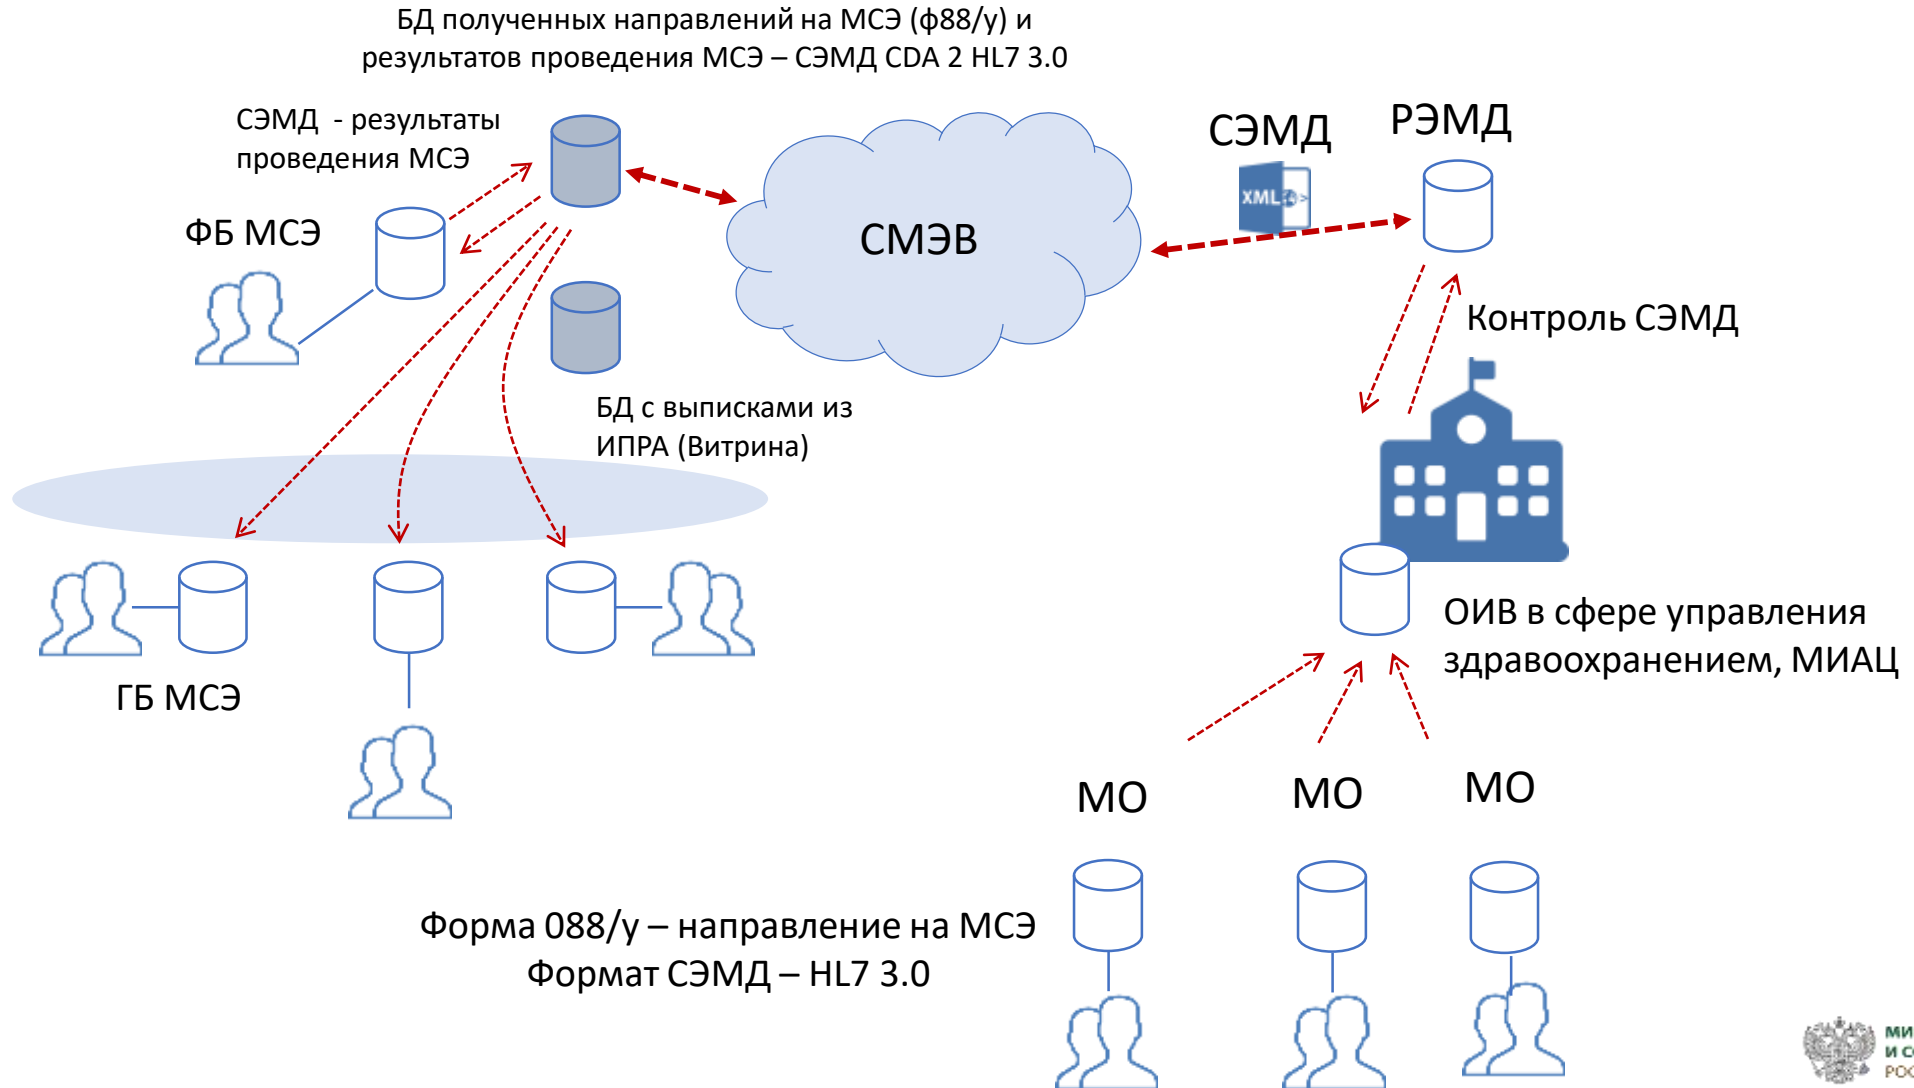 БД полученных направлений на МСЭ (ф88/у) и
результатов проведения МСЭ – СЭМД CDA 2 HL7 3.0
СЭМД - результаты
проведения МСЭ
СЭМД
РЭМД
XML
ФБ МСЭ
СМЭВ
Контроль СЭМД
БД с выписками из
ИПРА (Витрина)
ОИВ в сфере управления
здравоохранением, МИАЦ
ГБ МСЭ
МО
МО
МО
Форма 088/у – направление на МСЭ
Формат СЭМД – HL7 3.0